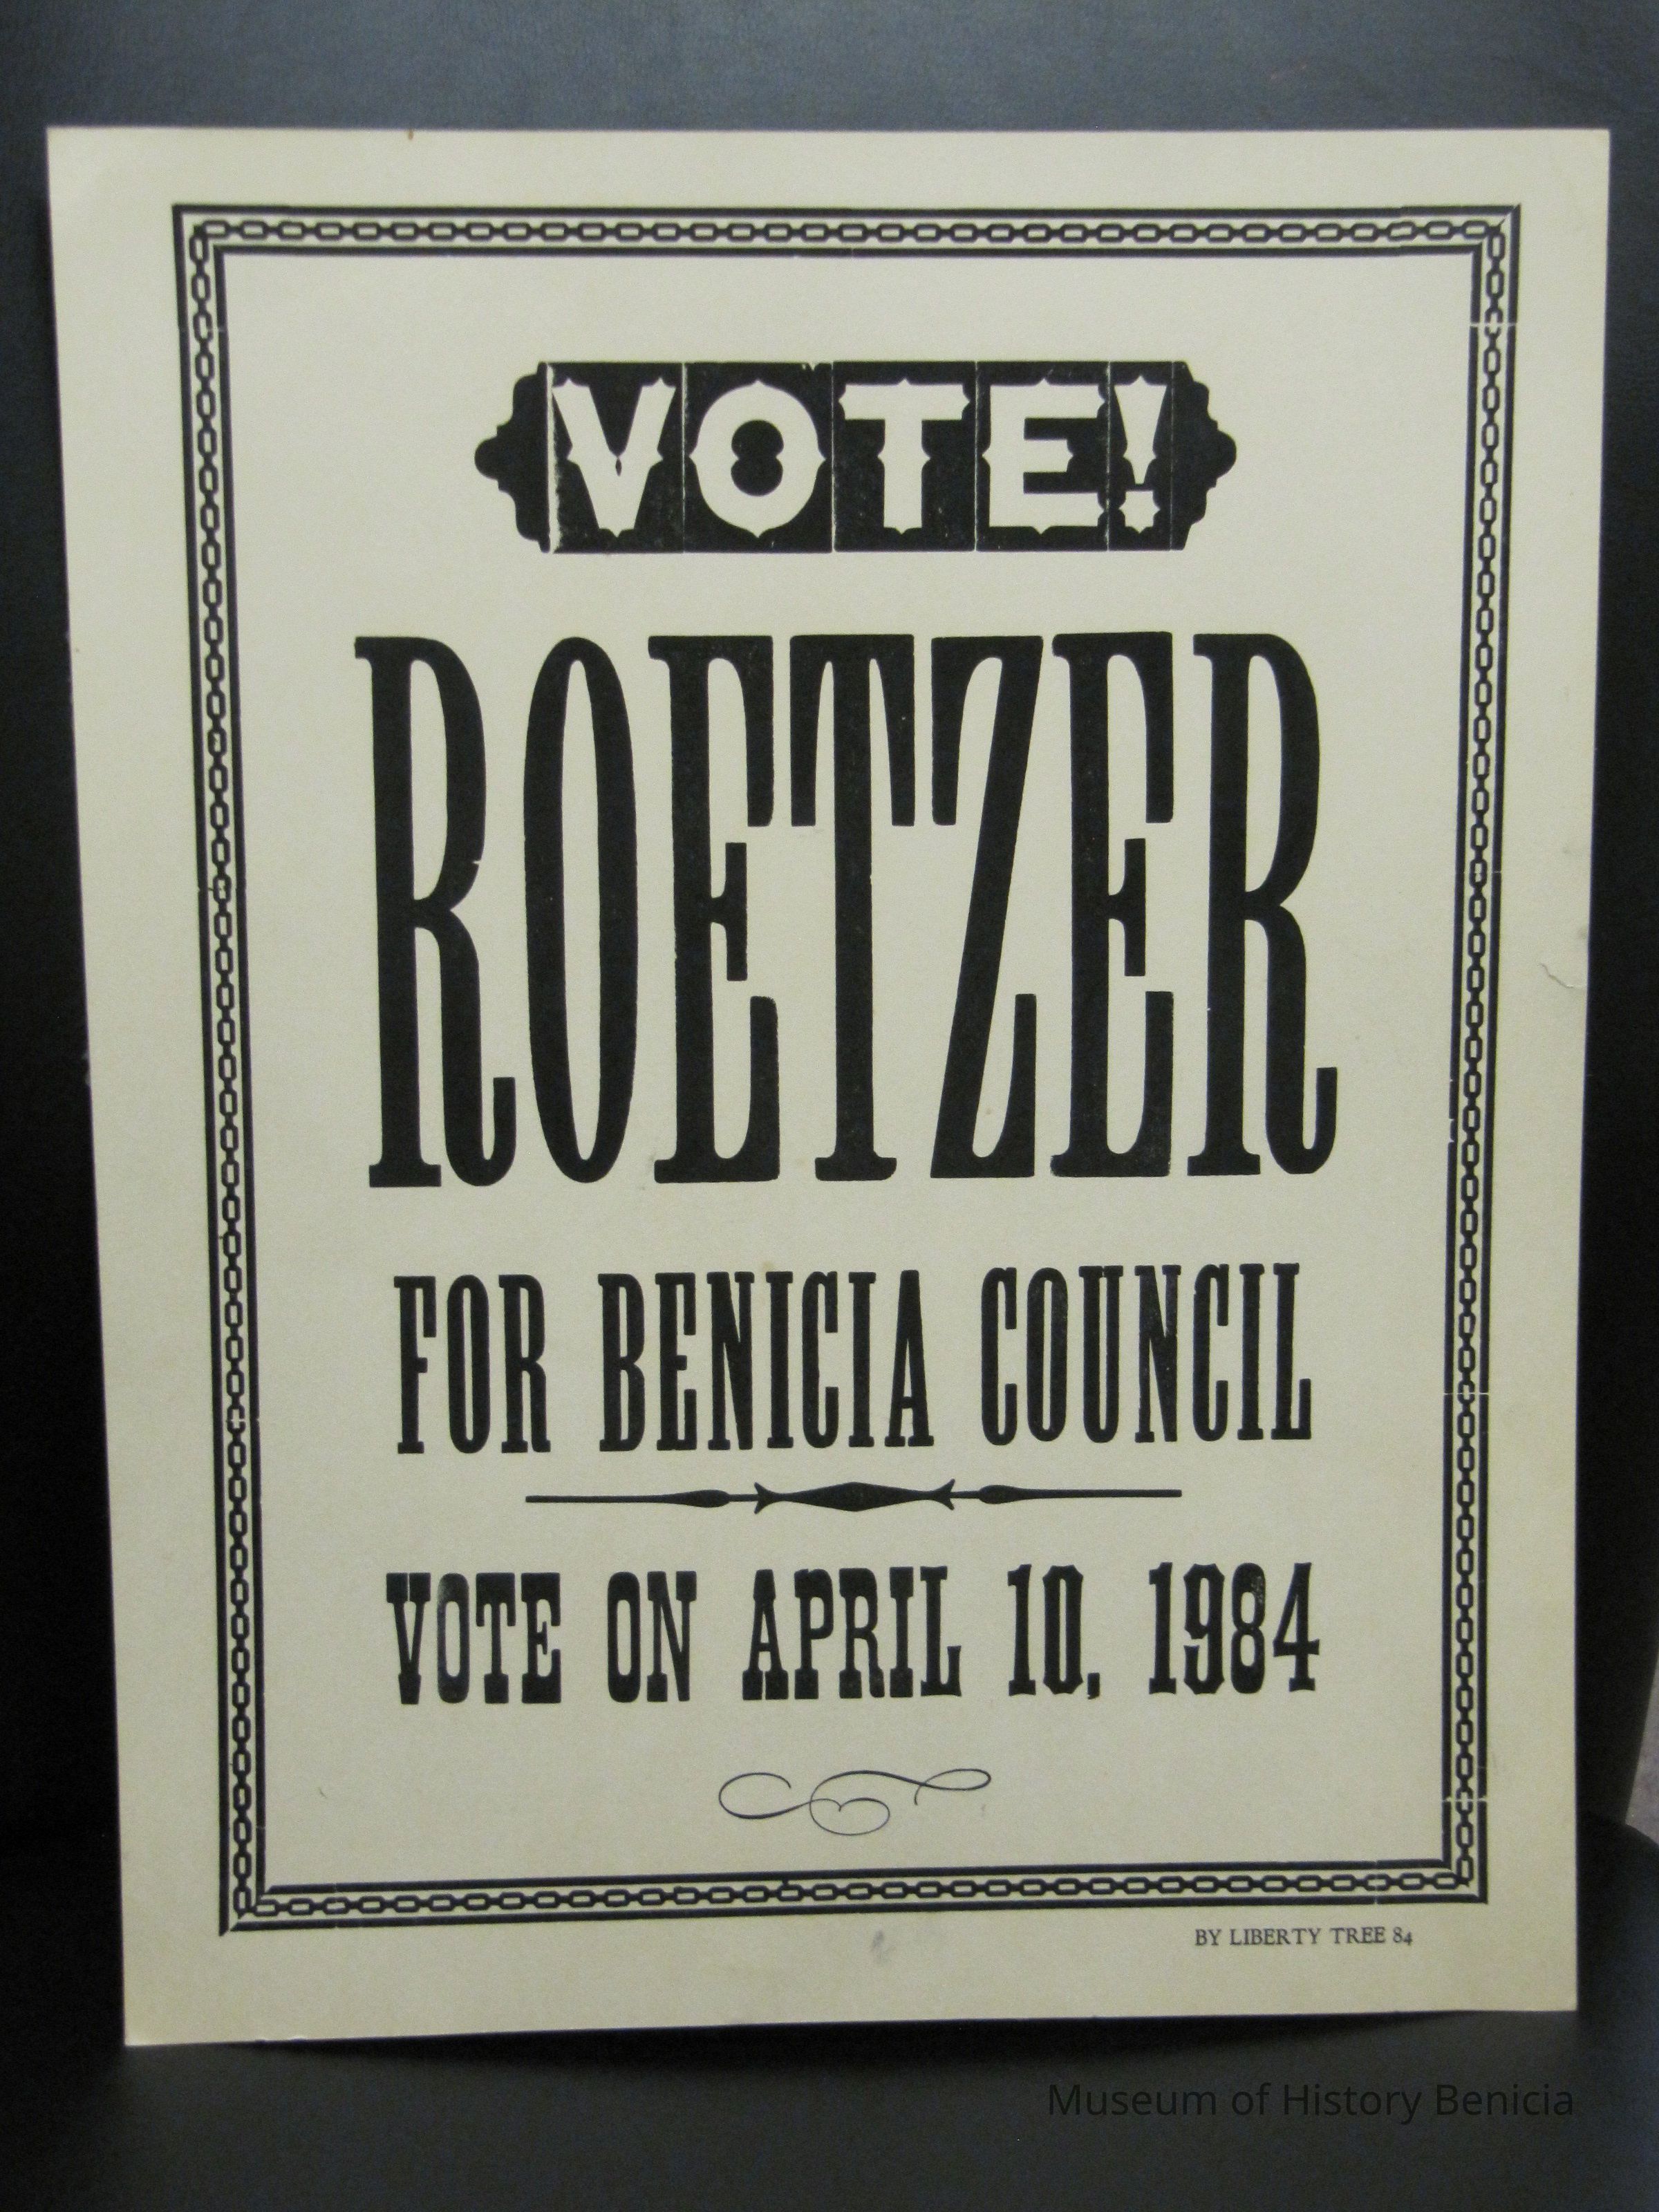 VOTE!
ROETZER
FOR BENICIA COUNCIL
VOTE ON APRIL 10, 1984
BY LIBERTY TREE 84
Museum of History Benicia